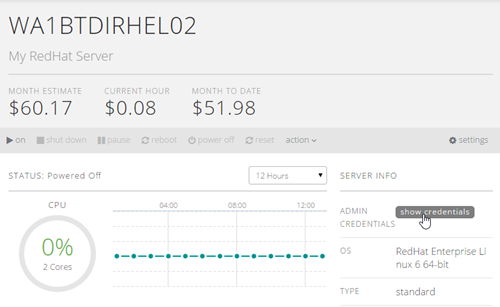 WA1BTDIRHEL02
My RedHat Server
MONTH ESTIMATE CURRENT HOUR MONTH TO DATE
$60.17 $0.08 $51.98
on shut down pause reboot power off reset action settings
STATUS: Powered Off 12 Hours SERVER INFO
CPU
04:00 08:00 12:00
0%
2 Cores
ADMIN CREDENTIALS show credentials
OS RedHat Enterprise Li
nux 6 64-bit
TYPE standard